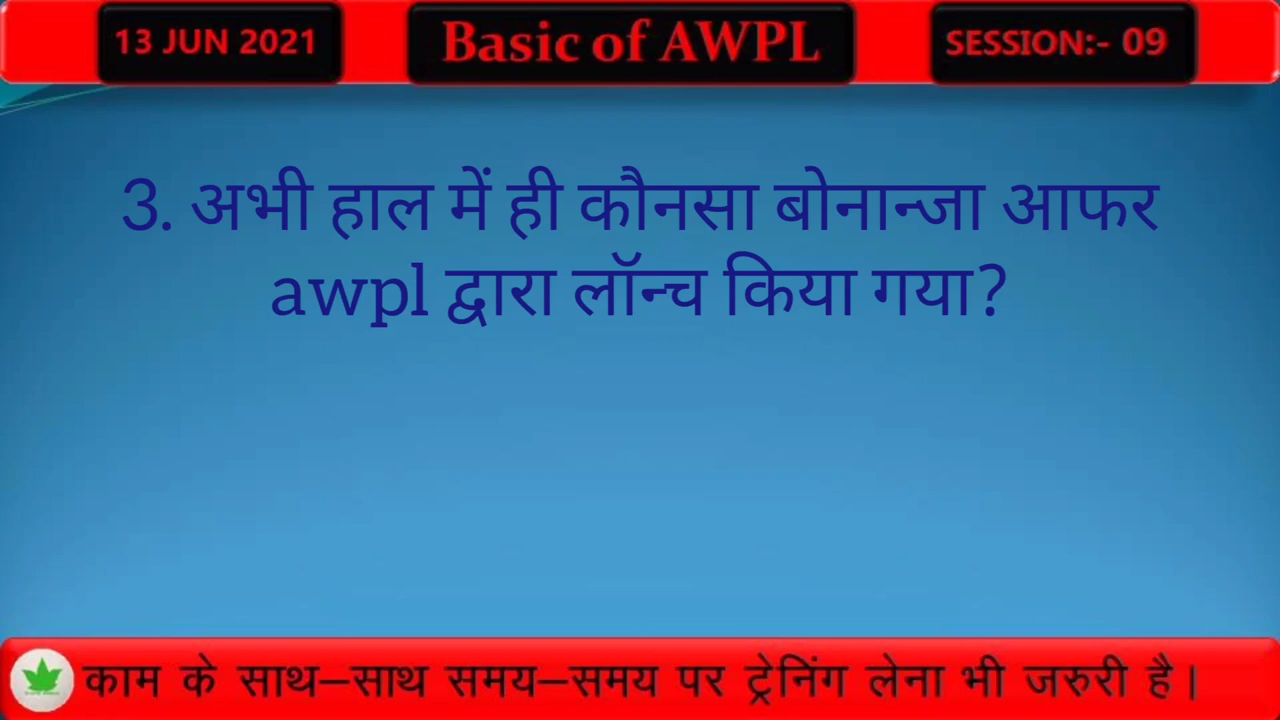 13 JUN 2021
Basic of AWPL
SESSION:- 09
3. अभी हाल में ही कौनसा बोनान्जा आफर
awpl द्वारा लॉन्च किया गया?
काम के साथ–साथ समय–समय पर ट्रेनिंग लेना भी जरुरी है।